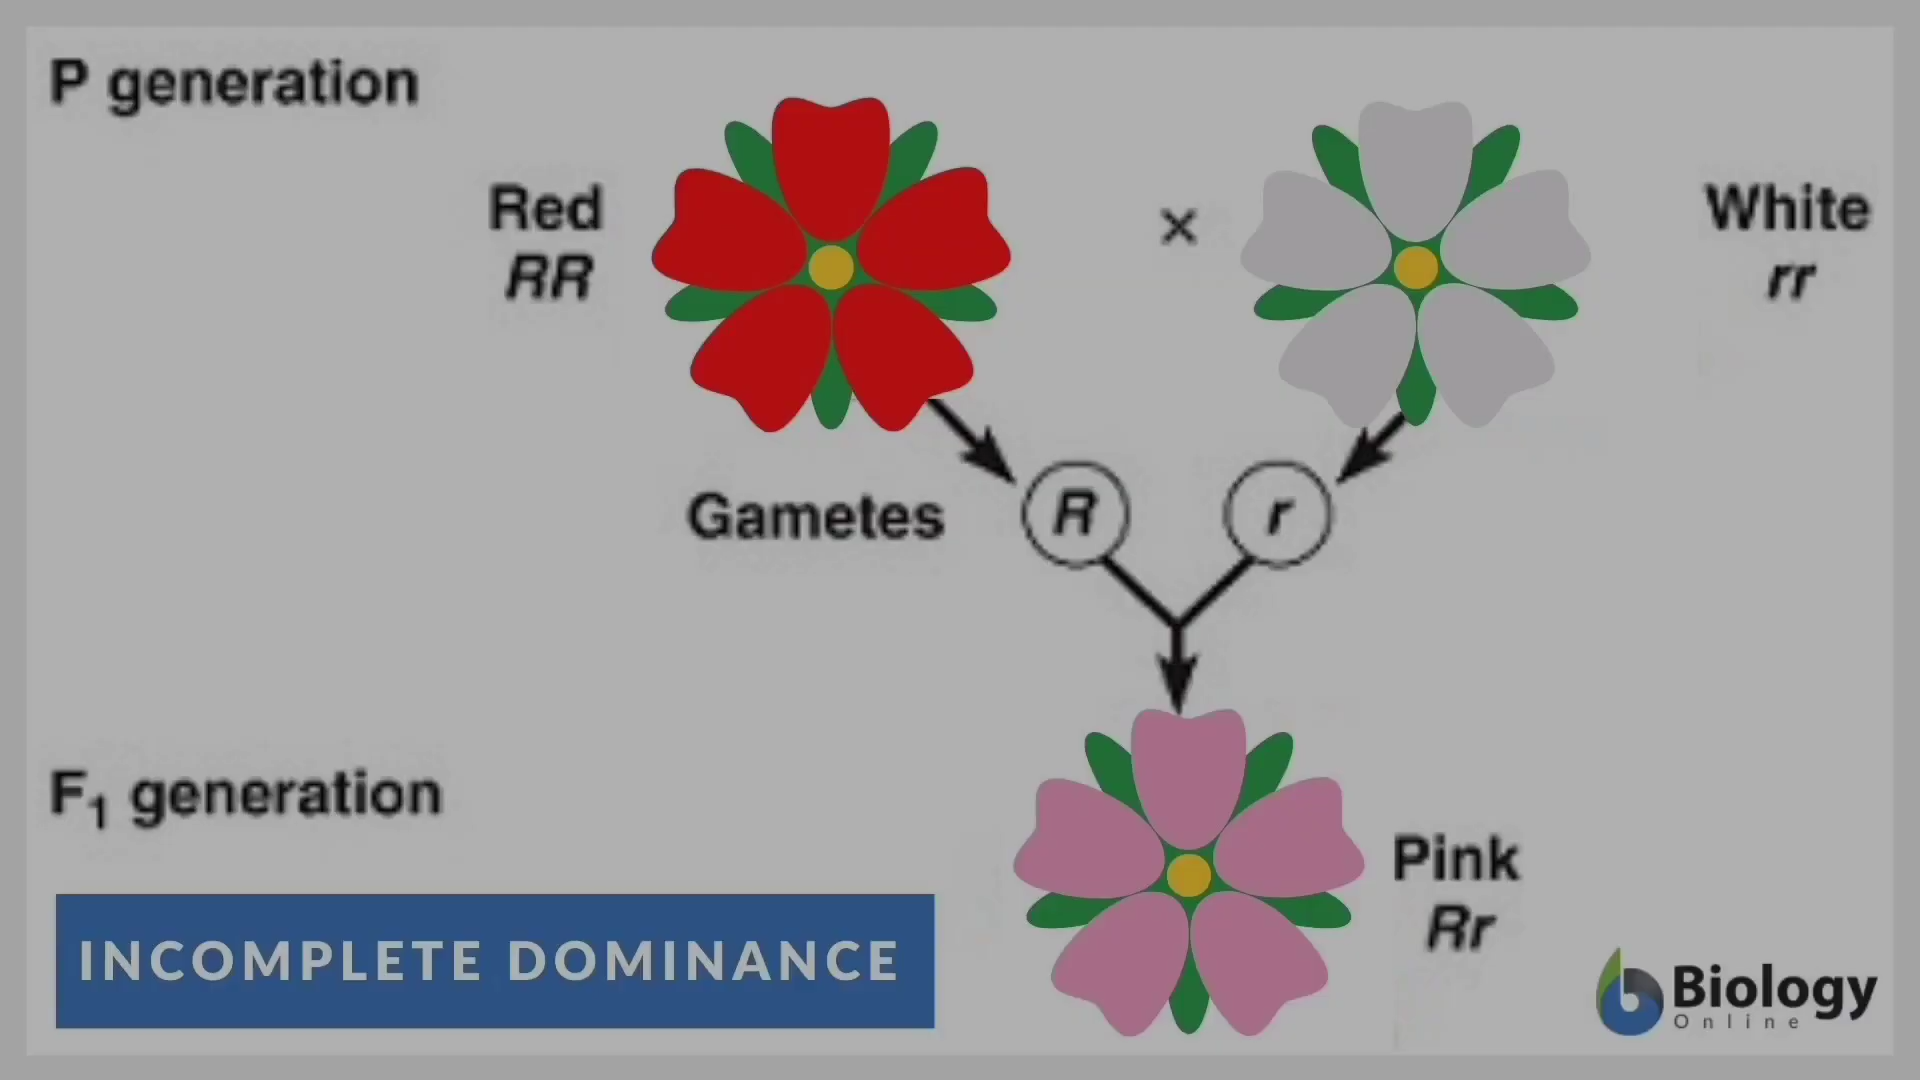 P generation
Red
RR
×
White
rr
Gametes
R
r
F₁ generation
Pink
Rr
INCOMPLETE DOMINANCE
Biology
Online